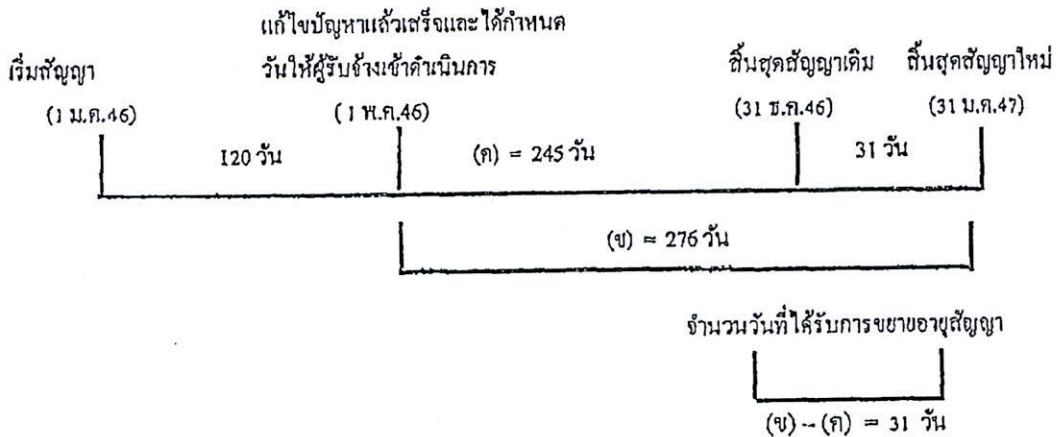 แก้ไขปัญหาแล้วเสร็จและได้กำหนด
เริ่มสัญญา วันให้ผู้รับจ้างเข้าดำเนินการ สิ้นสุดสัญญาเดิม สิ้นสุดสัญญาใหม่
(1 ม.ค.46) (1 พ.ค.46) (31 ธ.ค.46) (31 ม.ค.47)
120 วัน (ค) = 245 วัน 31 วัน
(ข) = 276 วัน
จำนวนวันที่ได้รับการขยายอายุสัญญา
(ข) - (ค) = 31 วัน